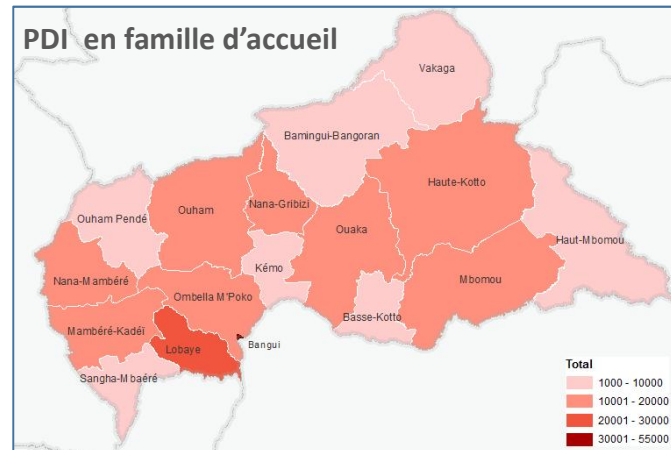 PDI en famille d'accueil
Vakaga
Bamingui-Bangoran
Haute-Kotto
Ouham Pendé
Ouham
Nana-Gribizi
Ouaka
Haut-Mbomou
Kémo
Nana-Mambéré
Mbomou
Ombella M'Poko
Basse-Kotto
Mambéré-Kadéï
Bangui
Lobaye
Sangha-Mbaéré
Total
1000 - 10000
10001 - 20000
20001 - 30000
30001 - 55000